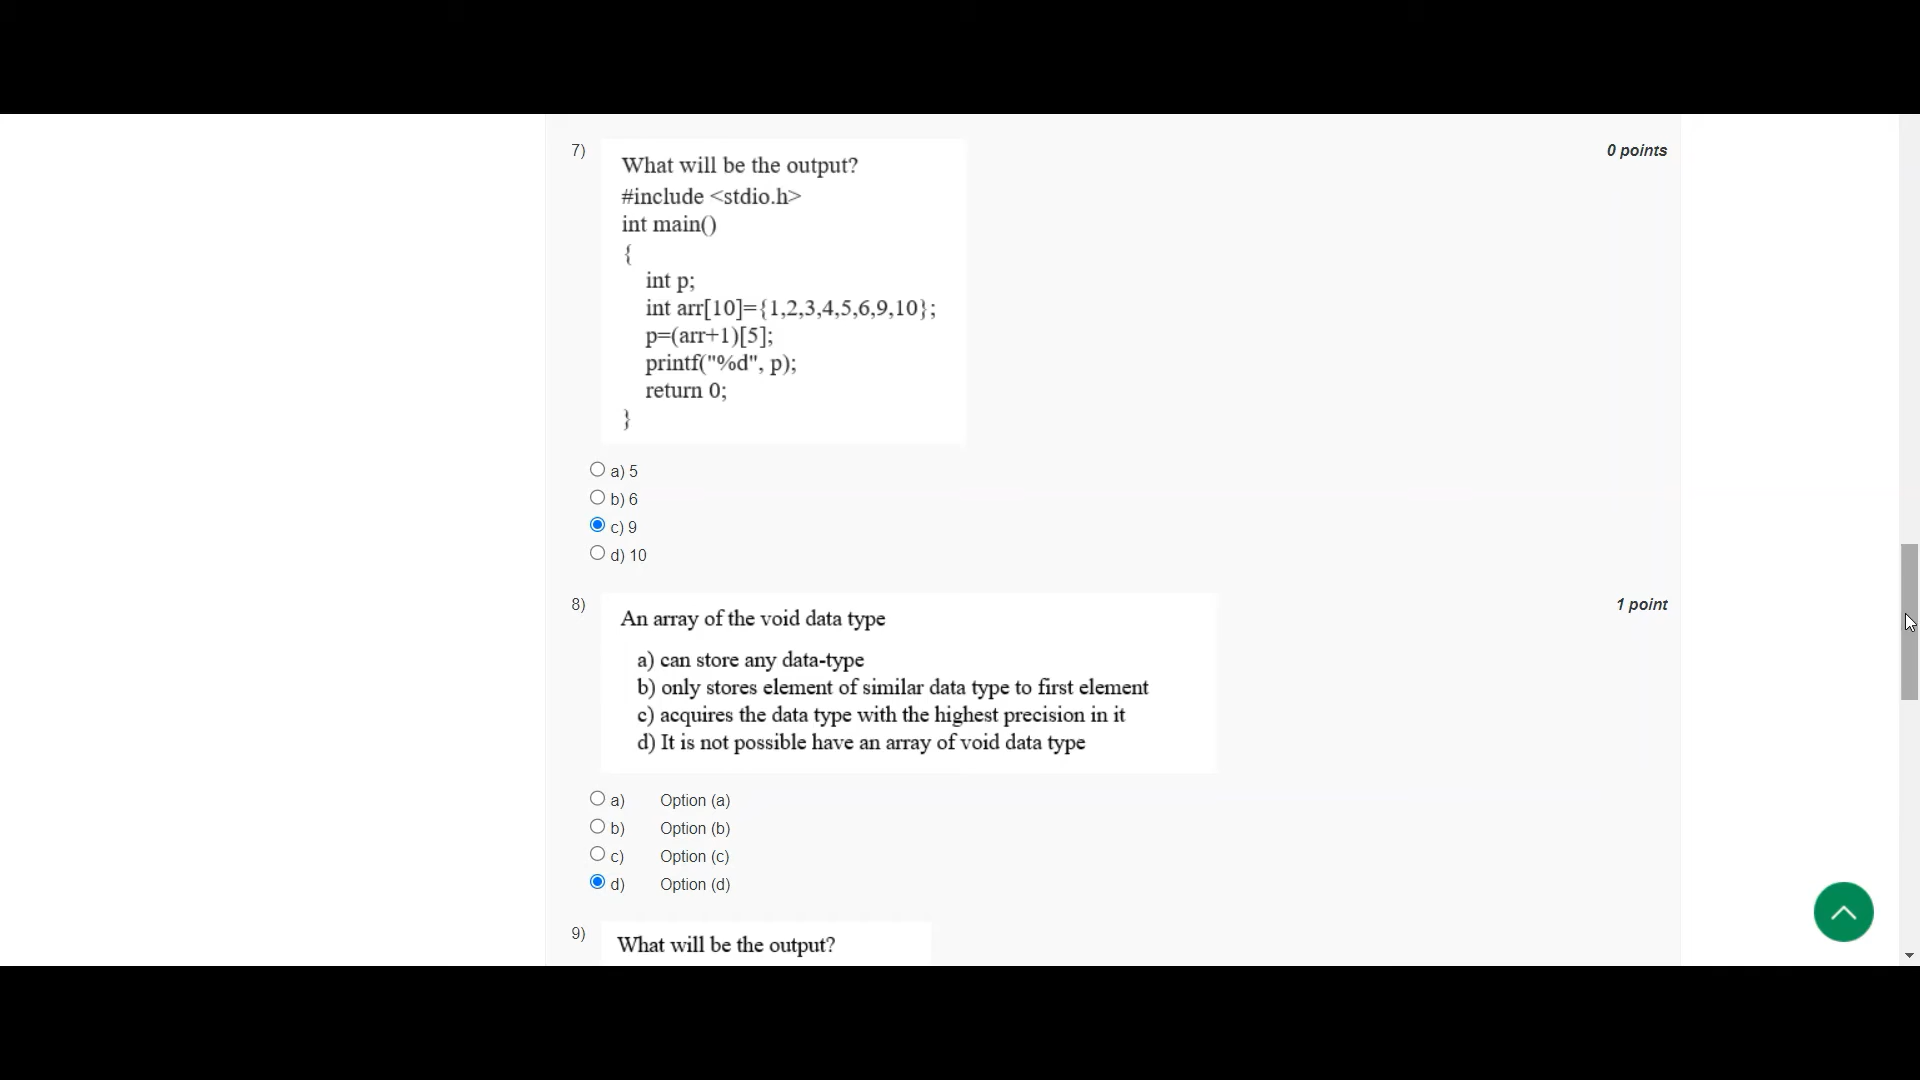 7)
0 points
What will be the output?
#include <stdio.h>
int main()
{
int p;
int arr[10]={1,2,3,4,5,6,9,10};
p=(arr+1)[5];
printf("%d", p);
return 0;
}
a) 5
b) 6
c) 9
d) 10
8)
1 point
An array of the void data type
a) can store any data-type
b) only stores element of similar data type to first element
c) acquires the data type with the highest precision in it
d) It is not possible have an array of void data type
a) Option (a)
b) Option (b)
c) Option (c)
d) Option (d)
9)
What will be the output?